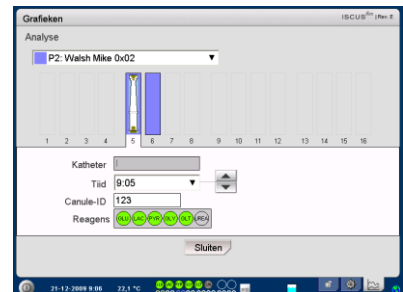 Grafieken ISCUSflex | Rev. E
Analyse
P2: Walsh Mike 0x02
1 2 3 4 5 6 7 8 9 10 11 12 13 14 15 16
Katheter
Tiid 9:05
Canule-ID 123
Reagens GLU LAC PYR GLY GLT UREA
Sluiten
21-12-2009 9:06 22,1 °C